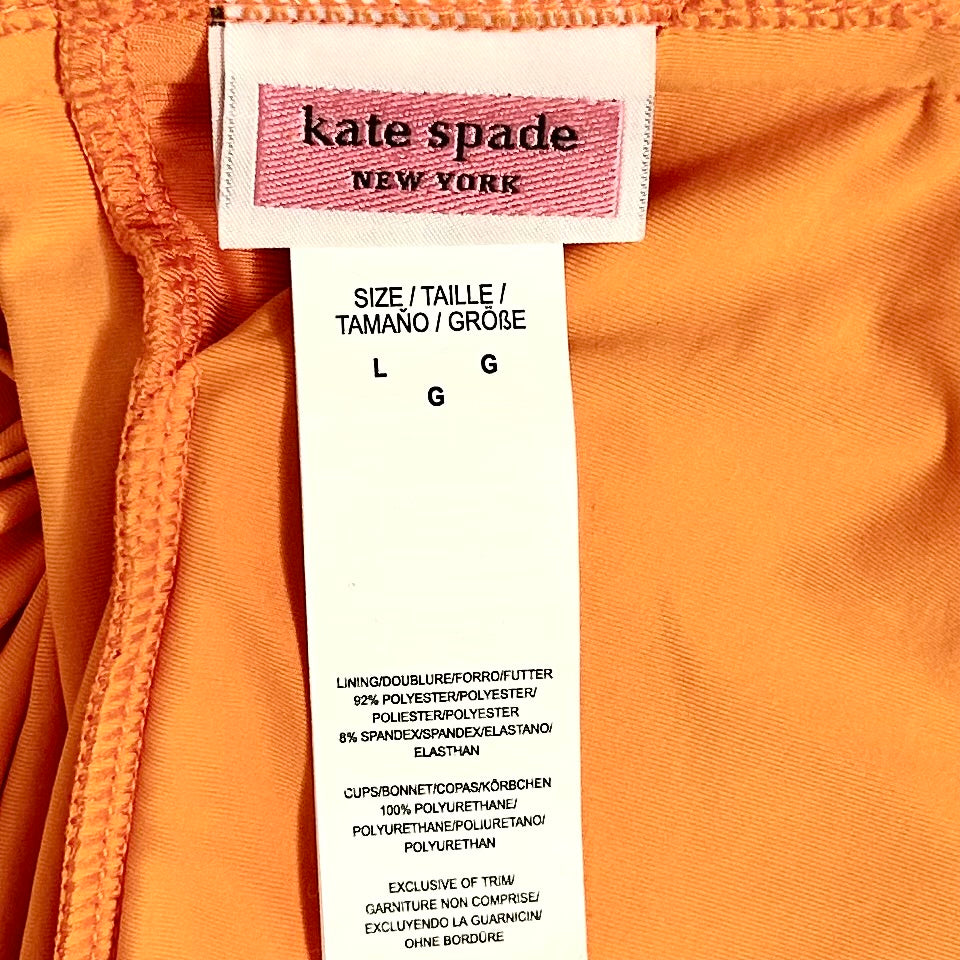 kate spade
NEW YORK
SIZE / TAILLE /
TAMAÑO / GRÖßE
L G
G
LINING/DOUBLURE/FORRO/FUTTER
92% POLYESTER/POLYESTER/
POLIESTER/POLYESTER
8% SPANDEX/SPANDEX/ELASTANO/
ELASTHAN
CUPS/BONNET/COPAS/KÖRBCHEN
100% POLYURETHANE/
POLYURETHANE/POLIURETANO/
POLYURETHAN
EXCLUSIVE OF TRIM/
GARNITURE NON COMPRISE/
EXCLUYENDO LA GUARNICIN/
OHNE BORDÜRE